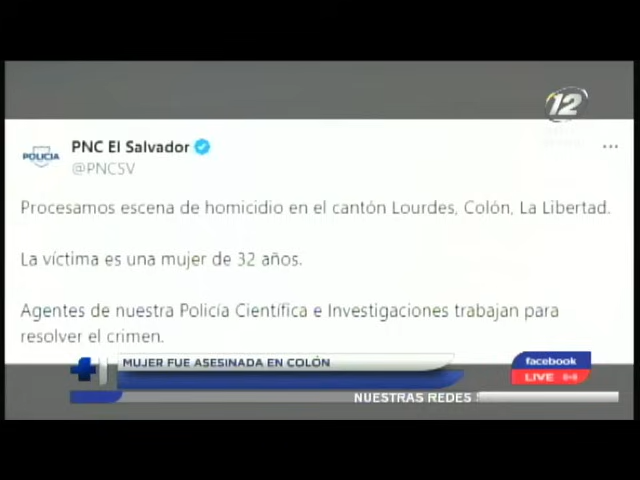 12
PNC El Salvador
POLICIA
@PNCSV
Procesamos escena de homicidio en el cantón Lourdes, Colón, La Libertad.
La víctima es una mujer de 32 años.
Agentes de nuestra Policía Científica e Investigaciones trabajan para
resolver el crimen.
MUJER FUE ASESINADA EN COLÓN
facebook
LIVE
NUESTRAS REDES